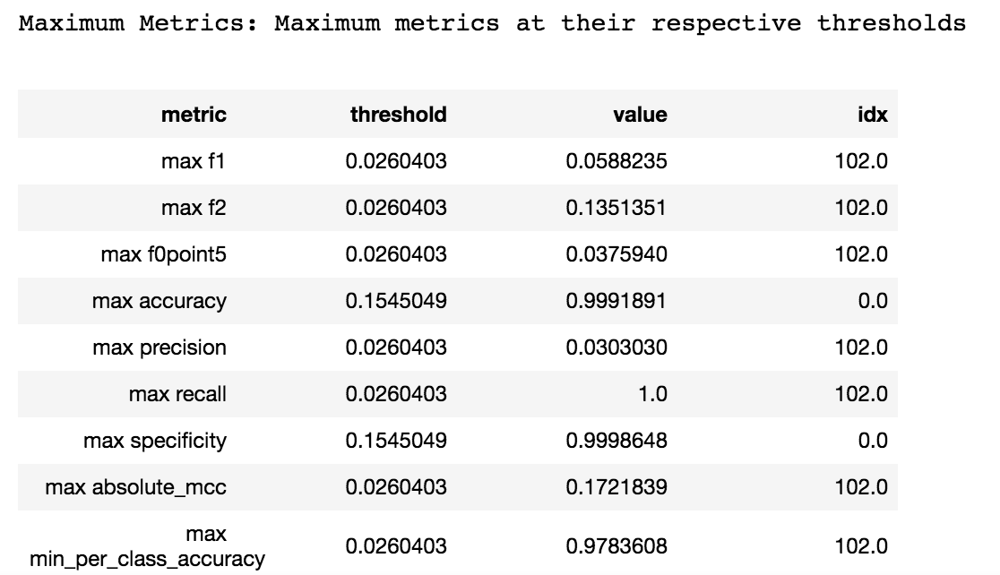 Maximum Metrics: Maximum metrics at their respective thresholds
metric threshold value idx
max f1 0.0260403 0.0588235 102.0
max f2 0.0260403 0.1351351 102.0
max f0point5 0.0260403 0.0375940 102.0
max accuracy 0.1545049 0.9991891 0.0
max precision 0.0260403 0.0303030 102.0
max recall 0.0260403 1.0 102.0
max specificity 0.1545049 0.9998648 0.0
max absolute_mcc 0.0260403 0.1721839 102.0
max
min_per_class_accuracy 0.0260403 0.9783608 102.0